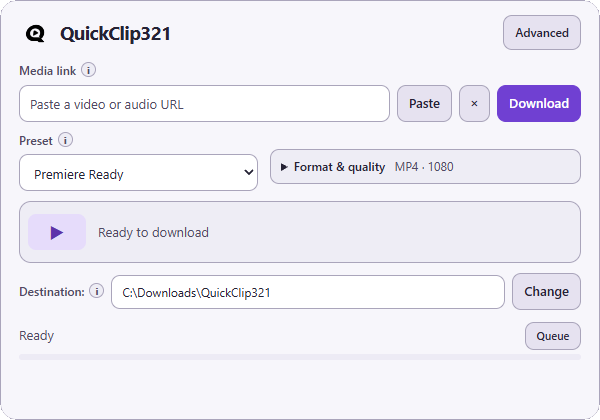 QuickClip321
Advanced
Media link i
Paste a video or audio URL
Paste
×
Download
Preset i
Premiere Ready
Format & quality MP4 · 1080
Ready to download
Destination: i
C:\Downloads\QuickClip321
Change
Ready
Queue